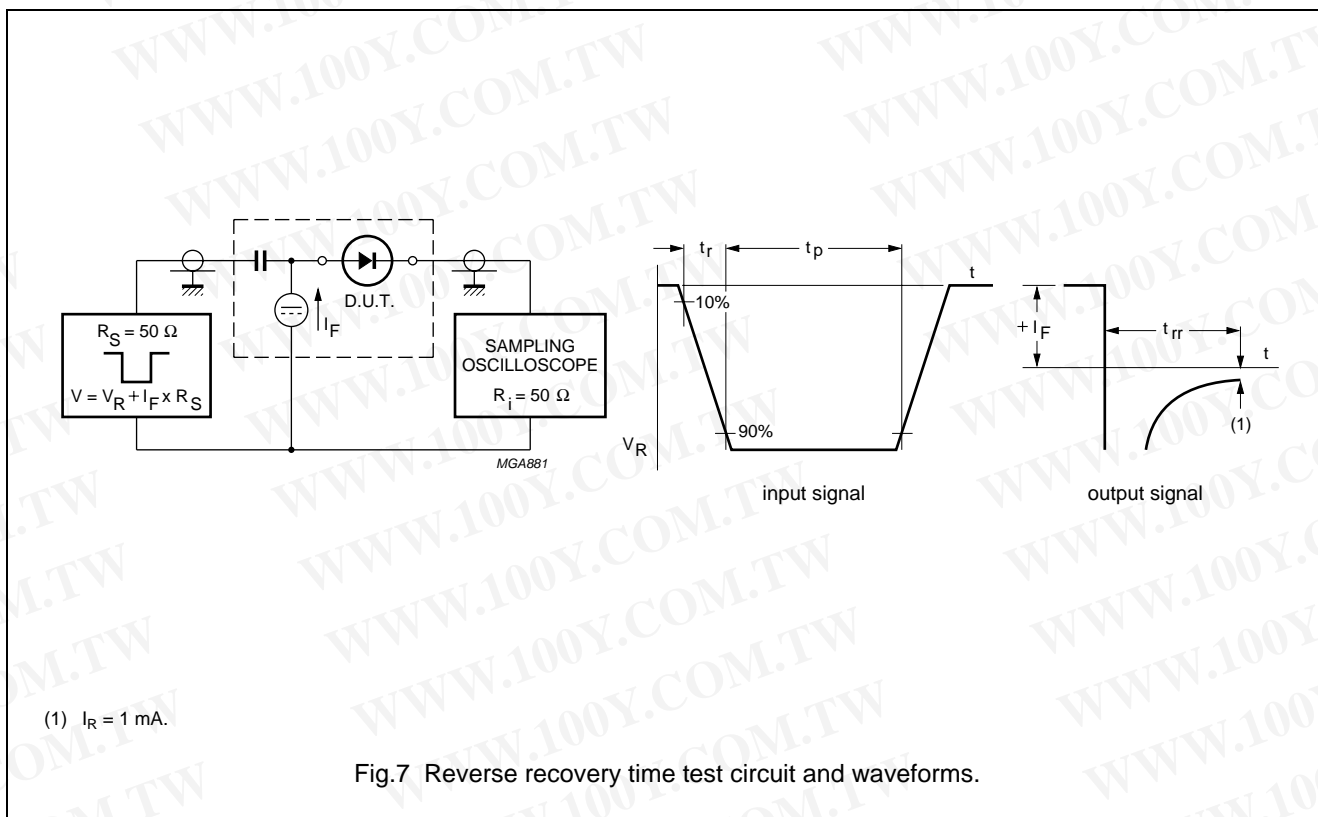 WWW.100Y.COM.TW
D.U.T.
I_F
R_S = 50 Ω
V = V_R + I_F x R_S
SAMPLING
OSCILLOSCOPE
R_i = 50 Ω
MGA881
t_r
t_p
t
10%
90%
V_R
input signal
+ I_F
t_rr
t
(1)
output signal
(1) I_R = 1 mA.
Fig.7 Reverse recovery time test circuit and waveforms.